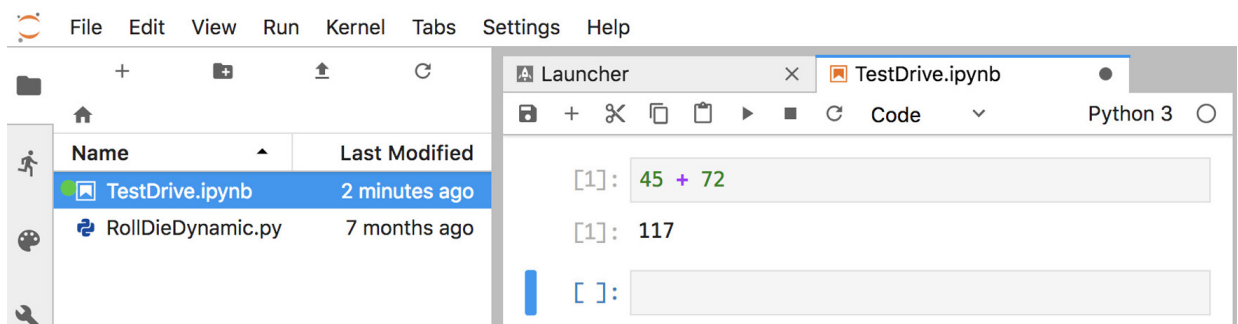 File Edit View Run Kernel Tabs Settings Help
Launcher TestDrive.ipynb
Code Python 3
Name Last Modified
TestDrive.ipynb 2 minutes ago
RollDieDynamic.py 7 months ago
[1]: 45 + 72
[1]: 117
[ ]: